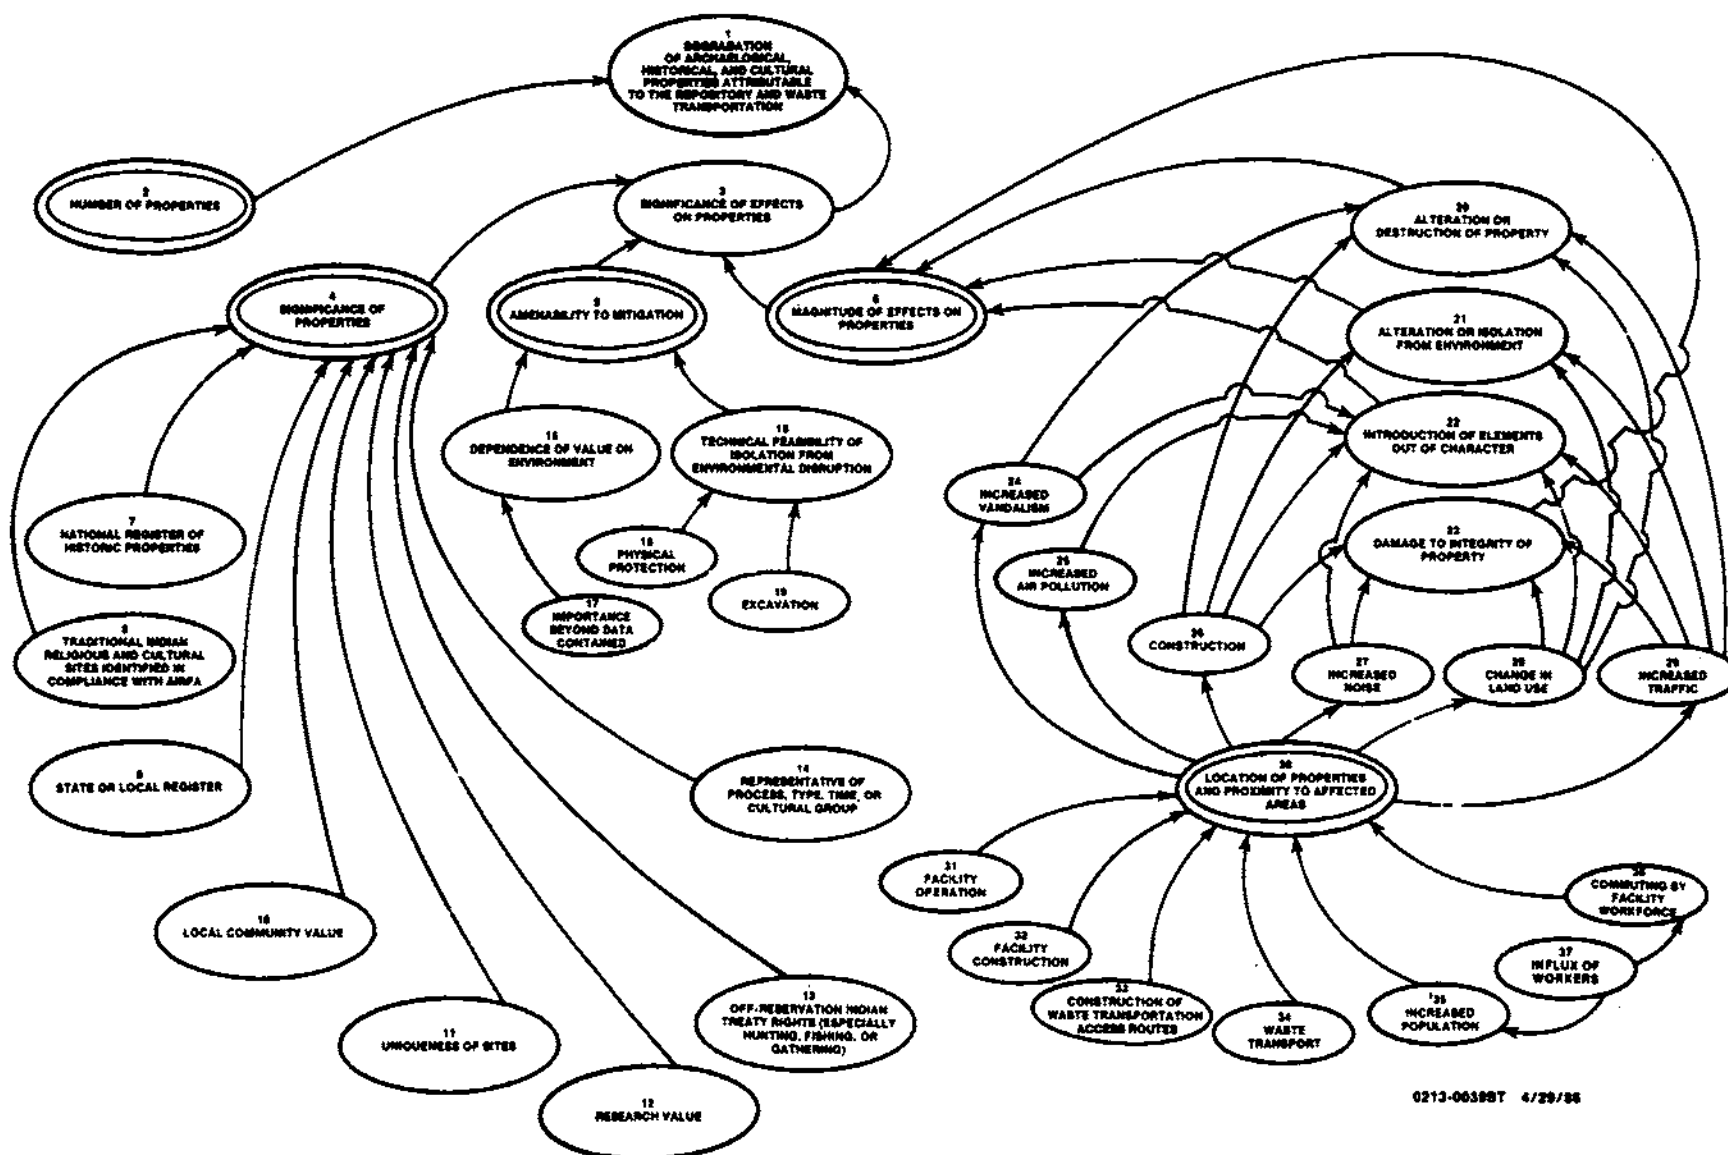 1
DEGRADATION
OF ARCHAELOGICAL,
HISTORICAL, AND CULTURAL
PROPERTIES ATTRIBUTABLE
TO THE REPOSITORY AND WASTE
TRANSPORTATION
2
NUMBER OF PROPERTIES
3
SIGNIFICANCE OF EFFECTS
ON PROPERTIES
4
SIGNIFICANCE OF
PROPERTIES
5
AMENABILITY TO MITIGATION
6
MAGNITUDE OF EFFECTS ON
PROPERTIES
20
ALTERATION OR
DESTRUCTION OF PROPERTY
21
ALTERATION OR ISOLATION
FROM ENVIRONMENT
22
INTRODUCTION OF ELEMENTS
OUT OF CHARACTER
23
DAMAGE TO INTEGRITY OF
PROPERTY
DEPENDENCE OF VALUE ON
ENVIRONMENT
TECHNICAL FEASIBILITY OF
ISOLATION FROM
ENVIRONMENTAL DISRUPTION
7
NATIONAL REGISTER OF
HISTORIC PROPERTIES
PHYSICAL
PROTECTION
19
EXCAVATION
17
IMPORTANCE
BEYOND DATA
CONTAINED
24
INCREASED
VANDALISM
25
INCREASED
AIR POLLUTION
26
CONSTRUCTION
27
INCREASED
NOISE
28
CHANGE IN
LAND USE
29
INCREASED
TRAFFIC
8
TRADITIONAL INDIAN
RELIGIOUS AND CULTURAL
SITES IDENTIFIED IN
COMPLIANCE WITH AIRFA
9
STATE OR LOCAL REGISTER
14
REPRESENTATIVE OF
PROCESS, TYPE, TIME, OR
CULTURAL GROUP
30
LOCATION OF PROPERTIES
AND PROXIMITY TO AFFECTED
AREAS
31
FACILITY
OPERATION
32
FACILITY
CONSTRUCTION
33
CONSTRUCTION OF
WASTE TRANSPORTATION
ACCESS ROUTES
34
WASTE
TRANSPORT
35
INCREASED
POPULATION
36
COMMUTING BY
FACILITY
WORKFORCE
37
INFLUX OF
WORKERS
10
LOCAL COMMUNITY VALUE
11
UNIQUENESS OF SITES
12
RESEARCH VALUE
13
OFF-RESERVATION INDIAN
TREATY RIGHTS (ESPECIALLY
HUNTING, FISHING, OR
GATHERING)
0213-0039BT 4/29/86